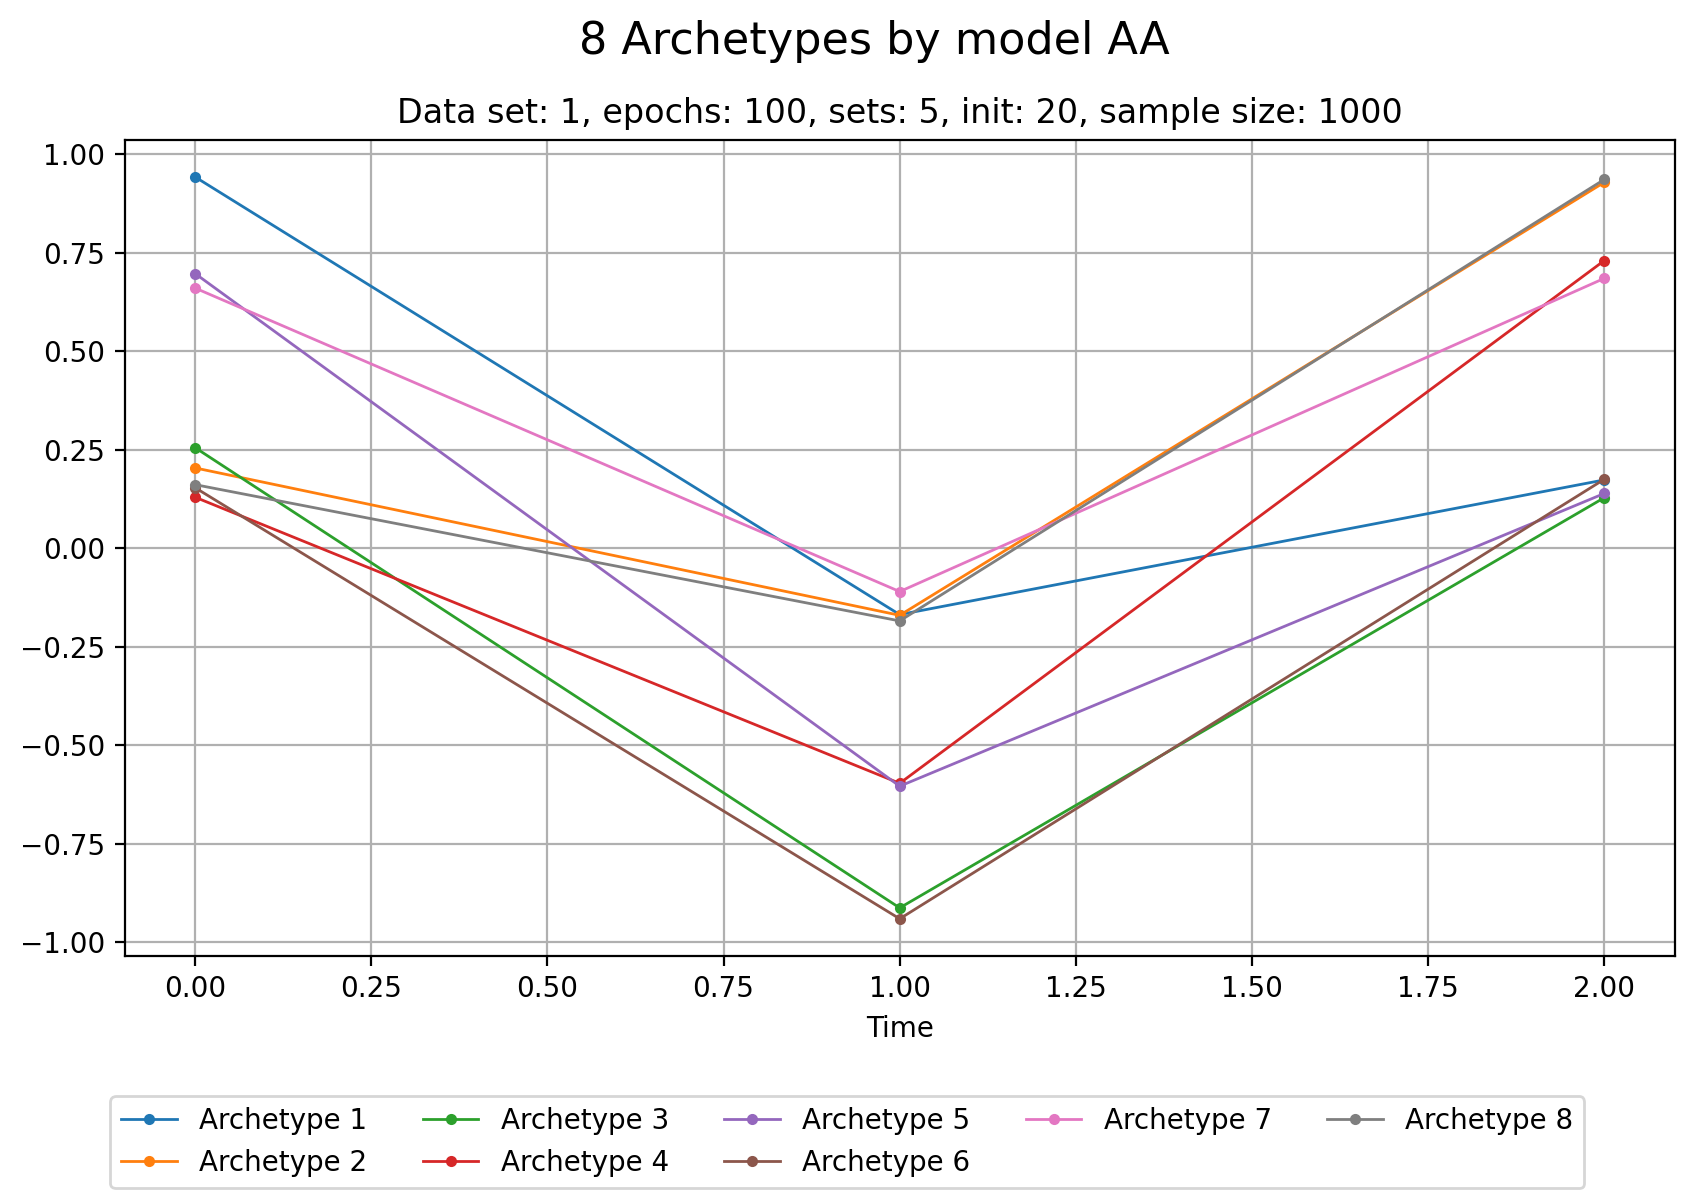 8 Archetypes by model AA
Data set: 1, epochs: 100, sets: 5, init: 20, sample size: 1000
1.00
0.75
0.50
0.25
0.00
−0.25
−0.50
−0.75
−1.00
0.00 0.25 0.50 0.75 1.00 1.25 1.50 1.75 2.00
Time
Archetype 1 Archetype 3 Archetype 5 Archetype 7 Archetype 8
Archetype 2 Archetype 4 Archetype 6